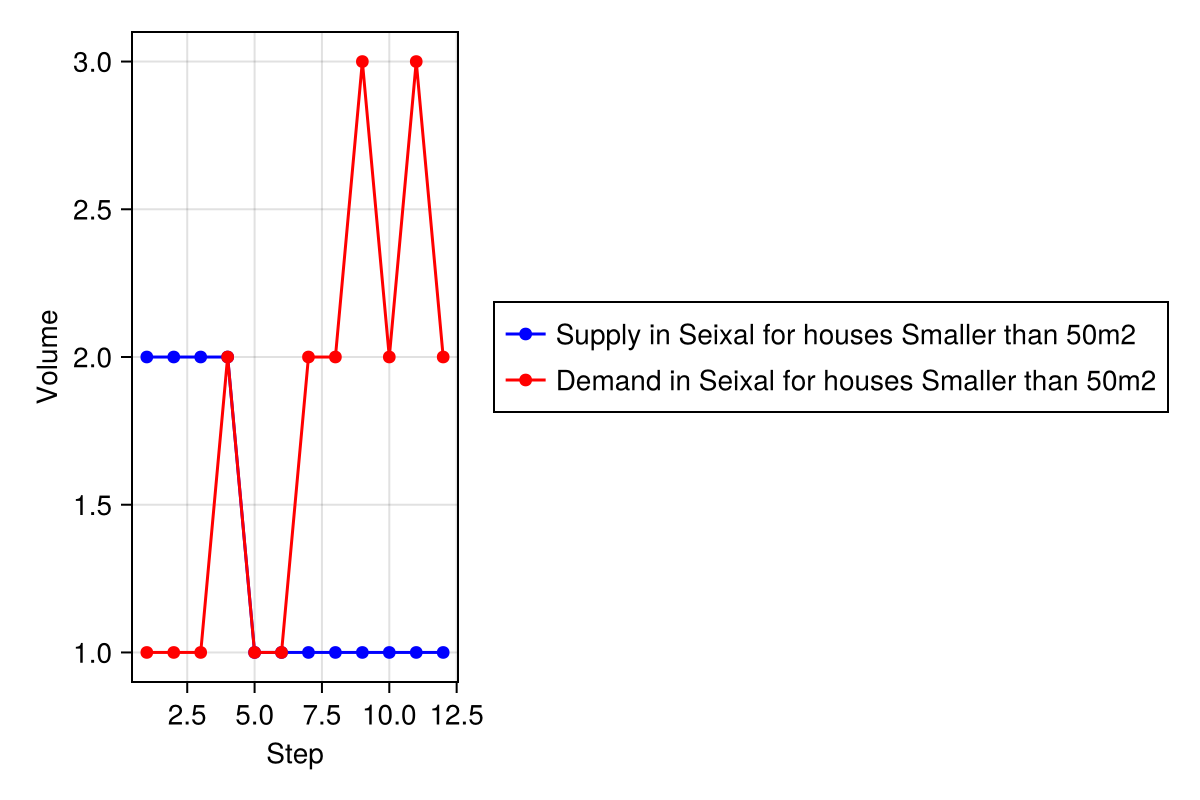 3.0
2.5
2.0
1.5
1.0
Volume
2.5 5.0 7.5 10.0 12.5
Step
Supply in Seixal for houses Smaller than 50m2
Demand in Seixal for houses Smaller than 50m2